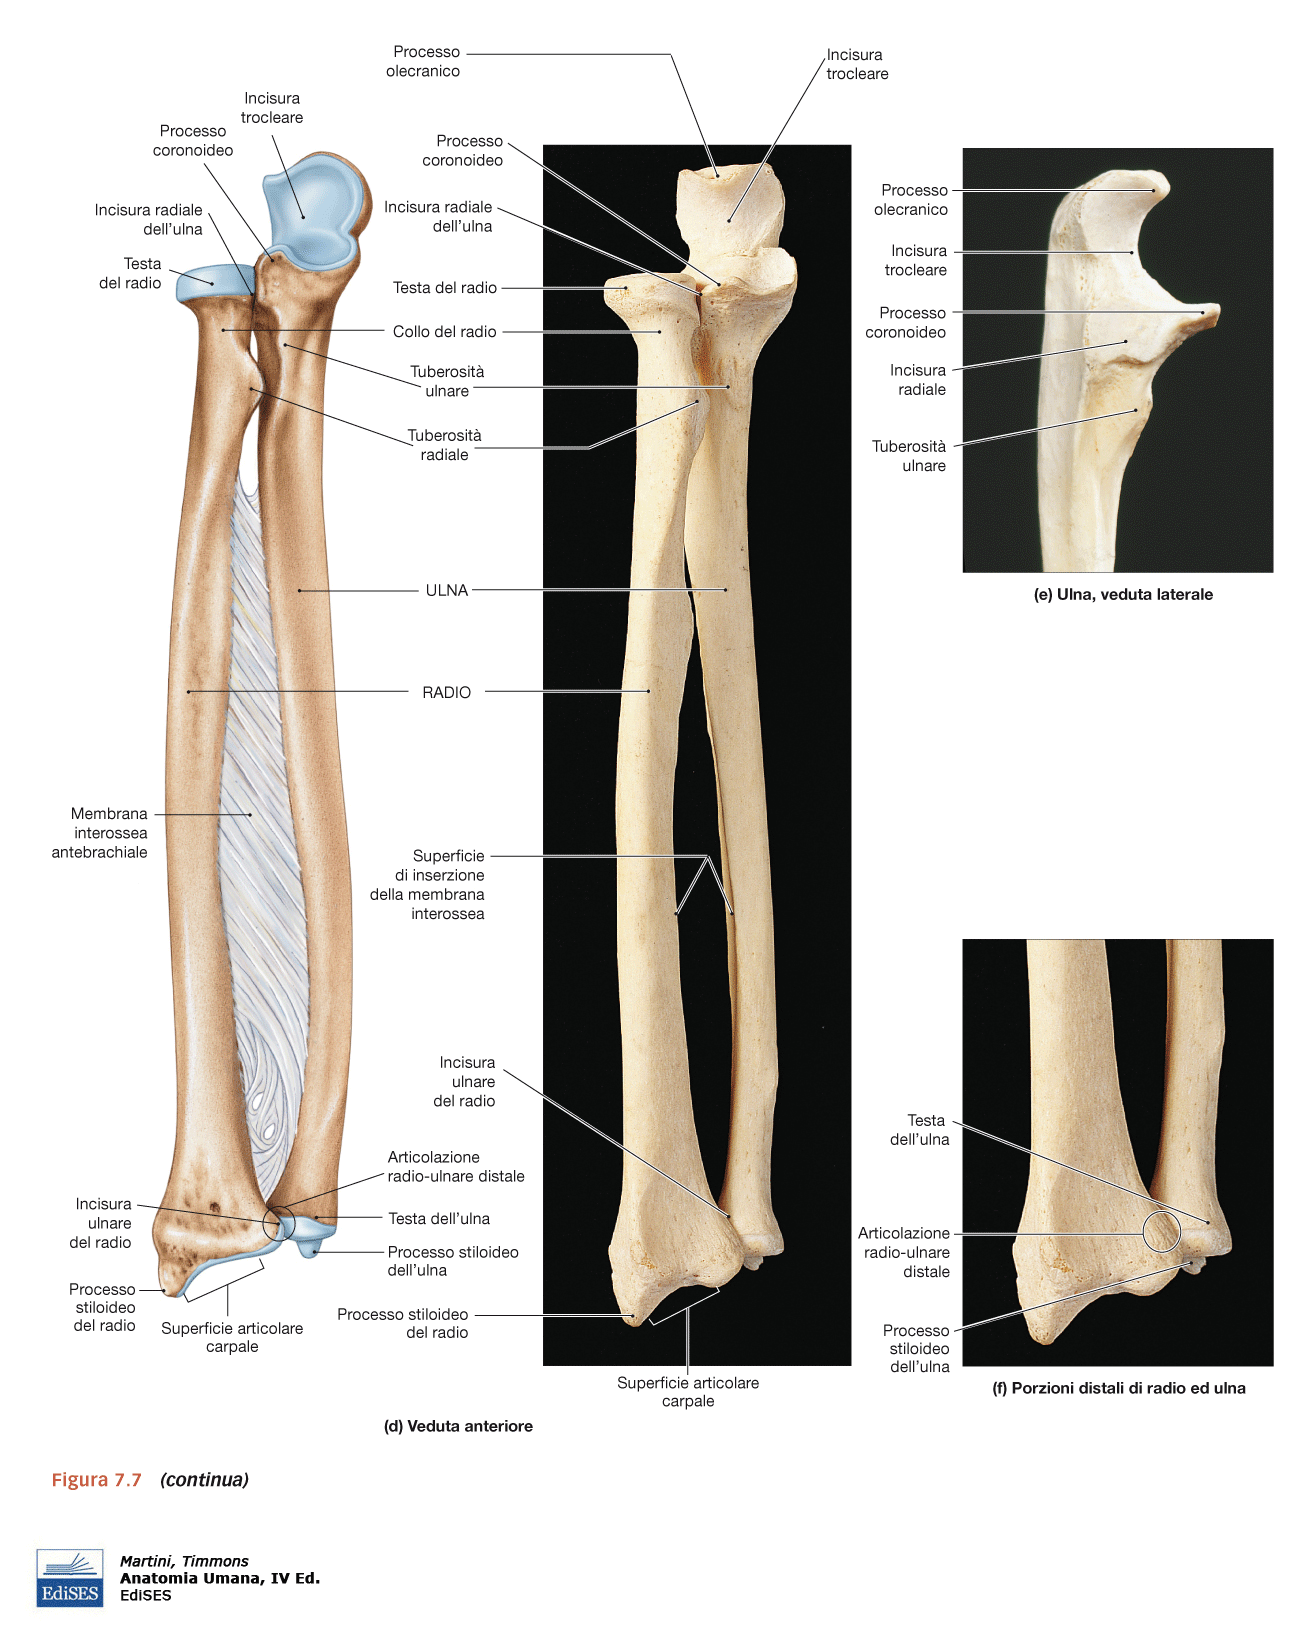 Processo
olecranico
Incisura
trocleare
Incisura
trocleare
Processo
coronoideo
Processo
coronoideo
Incisura radiale
dell'ulna
Incisura radiale
dell'ulna
Testa
del radio
Testa del radio
Collo del radio
Tuberosità
ulnare
Tuberosità
radiale
ULNA
RADIO
Membrana
interossea
antebrachiale
Superficie
di inserzione
della membrana
interossea
Incisura
ulnare
del radio
Articolazione
radio-ulnare distale
Incisura
ulnare
del radio
Testa dell'ulna
Processo stiloideo
dell'ulna
Processo
stiloideo
del radio
Superficie articolare
carpale
Processo stiloideo
del radio
Superficie articolare
carpale
(d) Veduta anteriore
Processo
olecranico
Incisura
trocleare
Processo
coronoideo
Incisura
radiale
Tuberosità
ulnare
(e) Ulna, veduta laterale
Testa
dell'ulna
Articolazione
radio-ulnare
distale
Processo
stiloideo
dell'ulna
(f) Porzioni distali di radio ed ulna
Figura 7.7 (continua)
EdiSES
Martini, Timmons
Anatomia Umana, IV Ed.
EdiSES